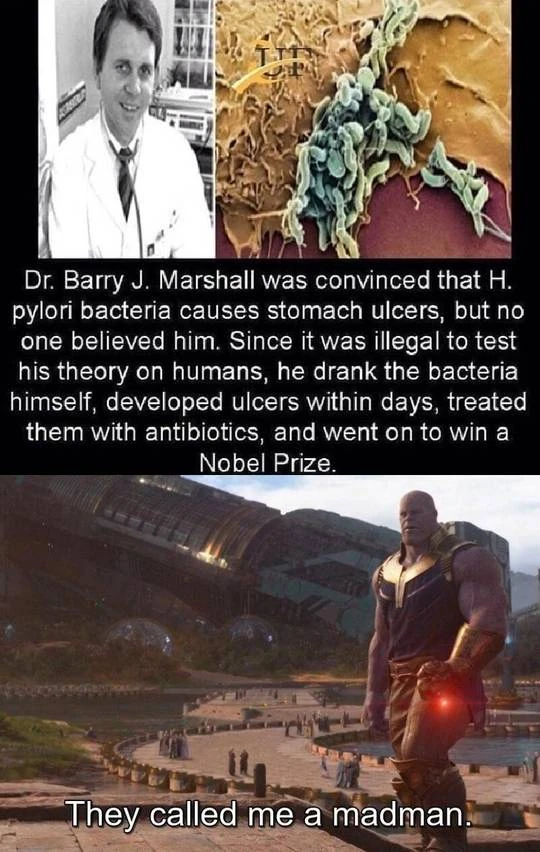 UF
Dr. Barry J. Marshall was convinced that H.
pylori bacteria causes stomach ulcers, but no
one believed him. Since it was illegal to test
his theory on humans, he drank the bacteria
himself, developed ulcers within days, treated
them with antibiotics, and went on to win a
Nobel Prize.
They called me a madman.